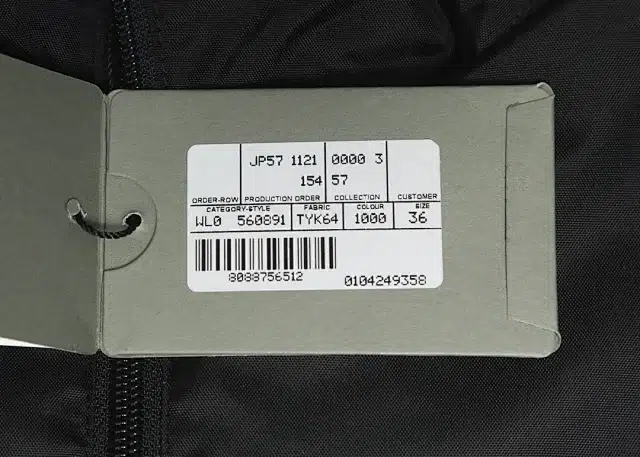 JP57 1121 0000 3
154 57
ORDER-ROW PRODUCTION ORDER COLLECTION CUSTOMER
CATEGORY-STYLE FABRIC COLOUR SIZE
WL0 560891 TYK64 1000 36
8088756512 0104249358